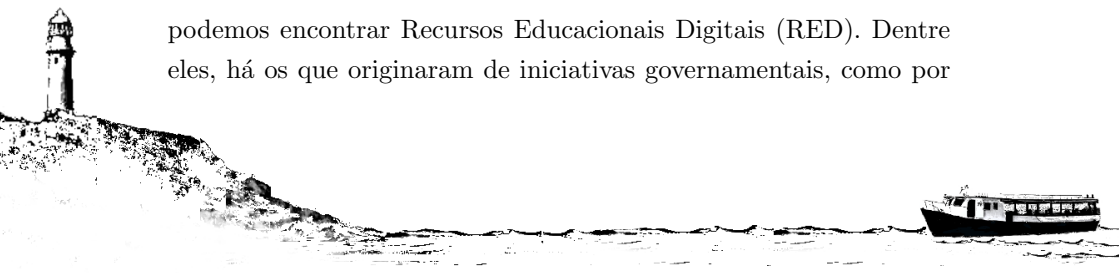 podemos encontrar Recursos Educacionais Digitais (RED). Dentre
eles, há os que originaram de iniciativas governamentais, como por